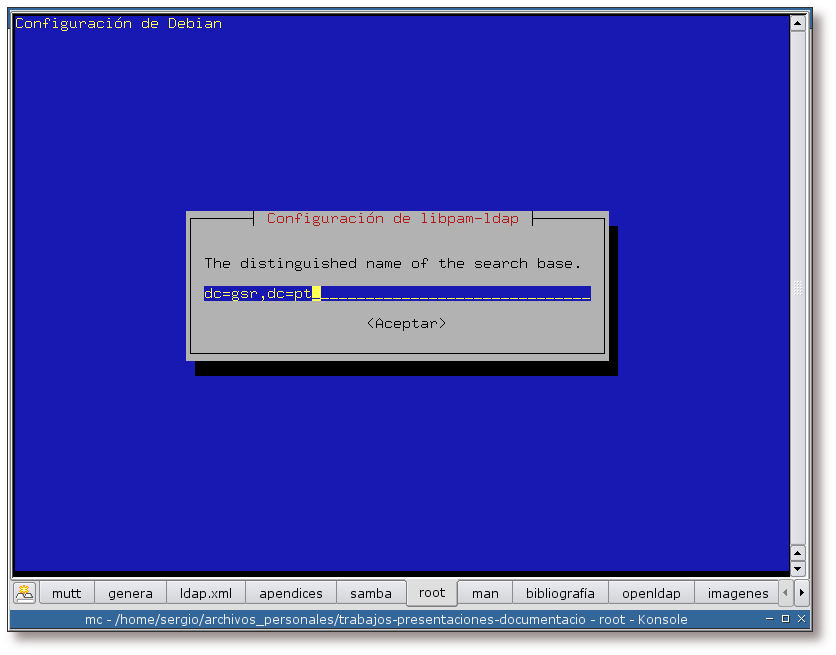 Configuración de Debian
Configuración de libpam-ldap
The distinguished name of the search base.
dc=gsr,dc=pt_______________________________
<Aceptar>
mutt genera ldap.xml apendices samba root man bibliografía openldap imagenes
mc - /home/sergio/archivos_personales/trabajos-presentaciones-documentacio - root - Konsole